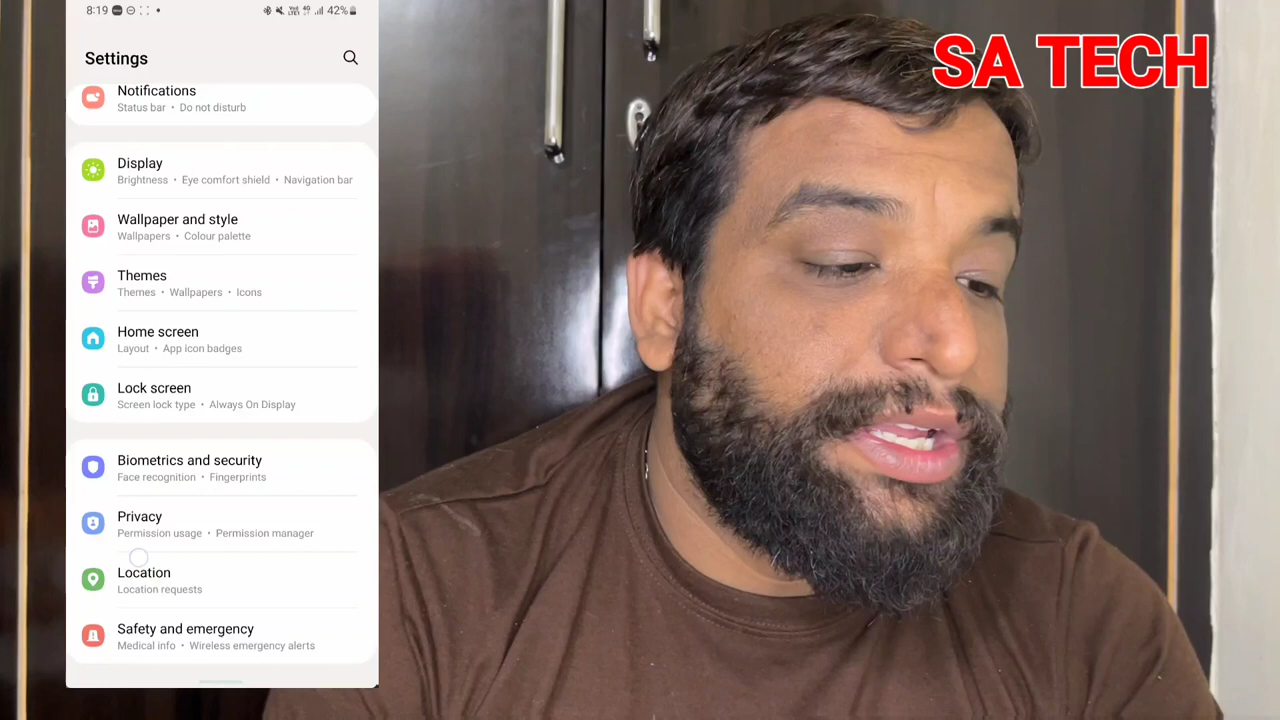 8:19 42%
SA TECH
Settings
Notifications
Status bar • Do not disturb
Display
Brightness • Eye comfort shield • Navigation bar
Wallpaper and style
Wallpapers • Colour palette
Themes
Themes • Wallpapers • Icons
Home screen
Layout • App icon badges
Lock screen
Screen lock type • Always On Display
Biometrics and security
Face recognition • Fingerprints
Privacy
Permission usage • Permission manager
Location
Location requests
Safety and emergency
Medical info • Wireless emergency alerts